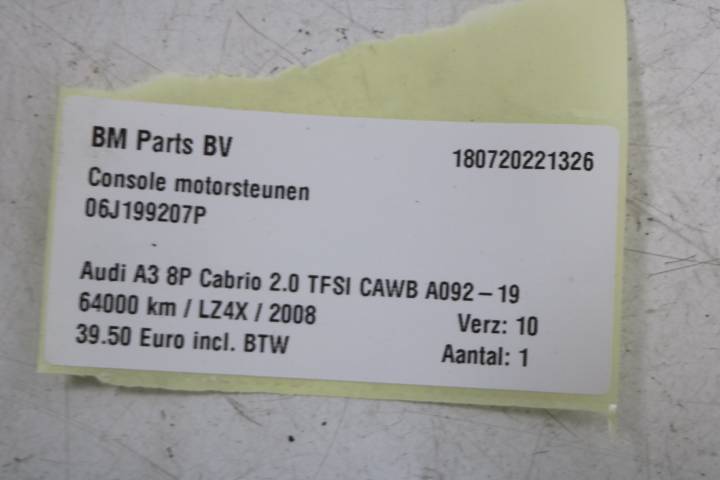 BM Parts BV
180720221326
Console motorsteunen
06J199207P
Audi A3 8P Cabrio 2.0 TFSI CAWB A092-19
64000 km / LZ4X / 2008
Verz: 10
39.50 Euro incl. BTW
Aantal: 1